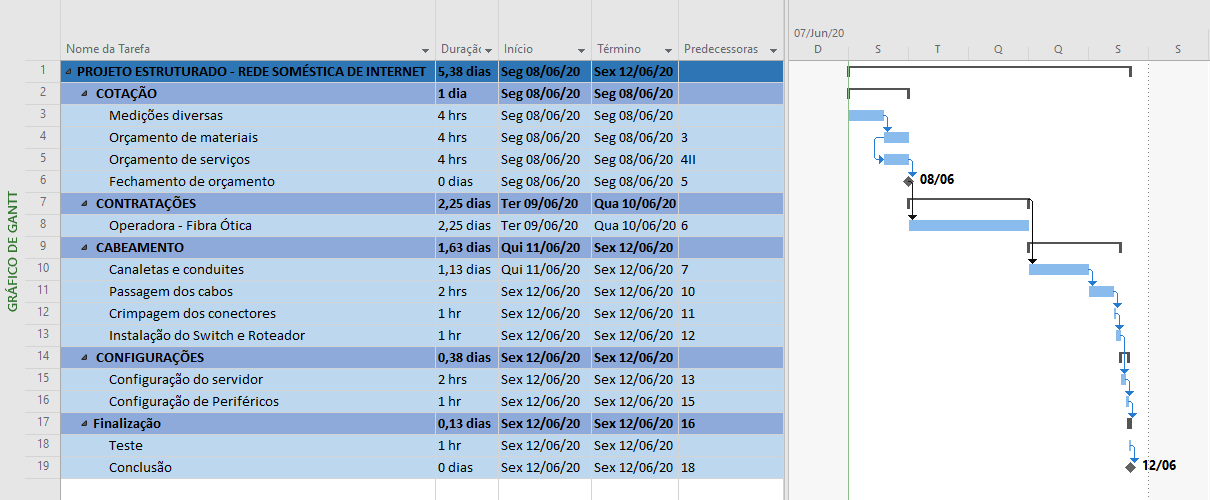 07/Jun/20
Nome da Tarefa Duração Início Término Predecessoras D S T Q Q S S
GRÁFICO DE GANTT
1 PROJETO ESTRUTURADO - REDE SOMÉSTICA DE INTERNET 5,38 dias Seg 08/06/20 Sex 12/06/20
2 COTAÇÃO 1 dia Seg 08/06/20 Seg 08/06/20
3 Medições diversas 4 hrs Seg 08/06/20 Seg 08/06/20
4 Orçamento de materiais 4 hrs Seg 08/06/20 Seg 08/06/20 3
5 Orçamento de serviços 4 hrs Seg 08/06/20 Seg 08/06/20 4II
6 Fechamento de orçamento 0 dias Seg 08/06/20 Seg 08/06/20 5 08/06
7 CONTRATAÇÕES 2,25 dias Ter 09/06/20 Qua 10/06/20
8 Operadora - Fibra Ótica 2,25 dias Ter 09/06/20 Qua 10/06/20 6
9 CABEAMENTO 1,63 dias Qui 11/06/20 Sex 12/06/20
10 Canaletas e conduites 1,13 dias Qui 11/06/20 Sex 12/06/20 7
11 Passagem dos cabos 2 hrs Sex 12/06/20 Sex 12/06/20 10
12 Crimpagem dos conectores 1 hr Sex 12/06/20 Sex 12/06/20 11
13 Instalação do Switch e Roteador 1 hr Sex 12/06/20 Sex 12/06/20 12
14 CONFIGURAÇÕES 0,38 dias Sex 12/06/20 Sex 12/06/20
15 Configuração do servidor 2 hrs Sex 12/06/20 Sex 12/06/20 13
16 Configuração de Periféricos 1 hr Sex 12/06/20 Sex 12/06/20 15
17 Finalização 0,13 dias Sex 12/06/20 Sex 12/06/20 16
18 Teste 1 hr Sex 12/06/20 Sex 12/06/20
19 Conclusão 0 dias Sex 12/06/20 Sex 12/06/20 18 12/06